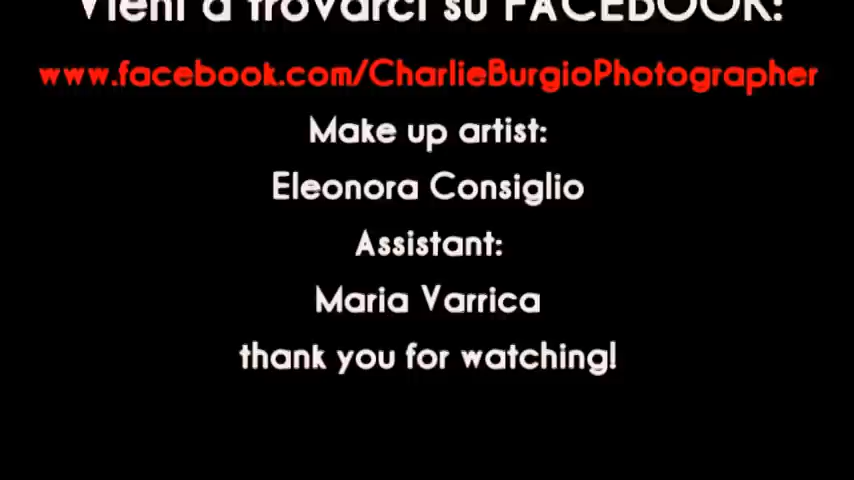 Vieni a trovarci su FACEBOOK:
www.facebook.com/CharlieBurgioPhotographer
Make up artist:
Eleonora Consiglio
Assistant:
Maria Varrica
thank you for watching!